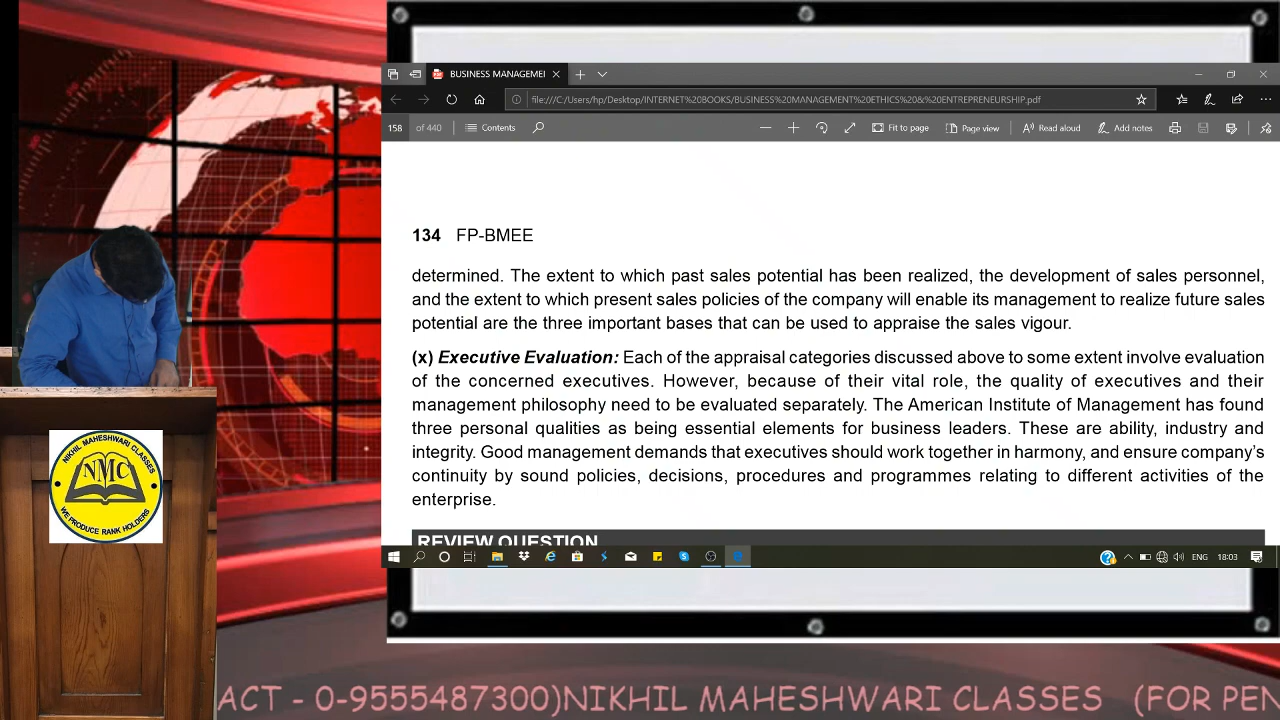 BUSINESS MANAGEMEI
file:///C:/Users/hp/Desktop/INTERNET%20BOOKS/BUSINESS%20MANAGEMENT%20ETHICS%20&%20ENTREPRENEURSHIP.pdf
158 of 440 Contents Fit to page Page view Read aloud Add notes
134 FP-BMEE
determined. The extent to which past sales potential has been realized, the development of sales personnel,
and the extent to which present sales policies of the company will enable its management to realize future sales
potential are the three important bases that can be used to appraise the sales vigour.
(x) Executive Evaluation: Each of the appraisal categories discussed above to some extent involve evaluation
of the concerned executives. However, because of their vital role, the quality of executives and their
management philosophy need to be evaluated separately. The American Institute of Management has found
three personal qualities as being essential elements for business leaders. These are ability, industry and
integrity. Good management demands that executives should work together in harmony, and ensure company's
continuity by sound policies, decisions, procedures and programmes relating to different activities of the
enterprise.
REVIEW QUESTION
ENG 18:03
NIKHIL MAHESHWARI CLASSES
NMC
WE PRODUCE RANK HOLDERS
ACT - 0-9555487300)NIKHIL MAHESHWARI CLASSES (FOR PEN